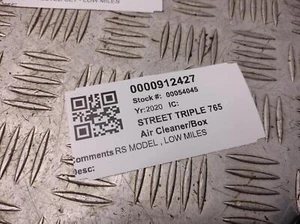 0000912427
Stock #: 00054045
Yr:2020 IC:
STREET TRIPLE 765
Air Cleaner/Box
comments RS MODEL , LOW MILES
Desc: